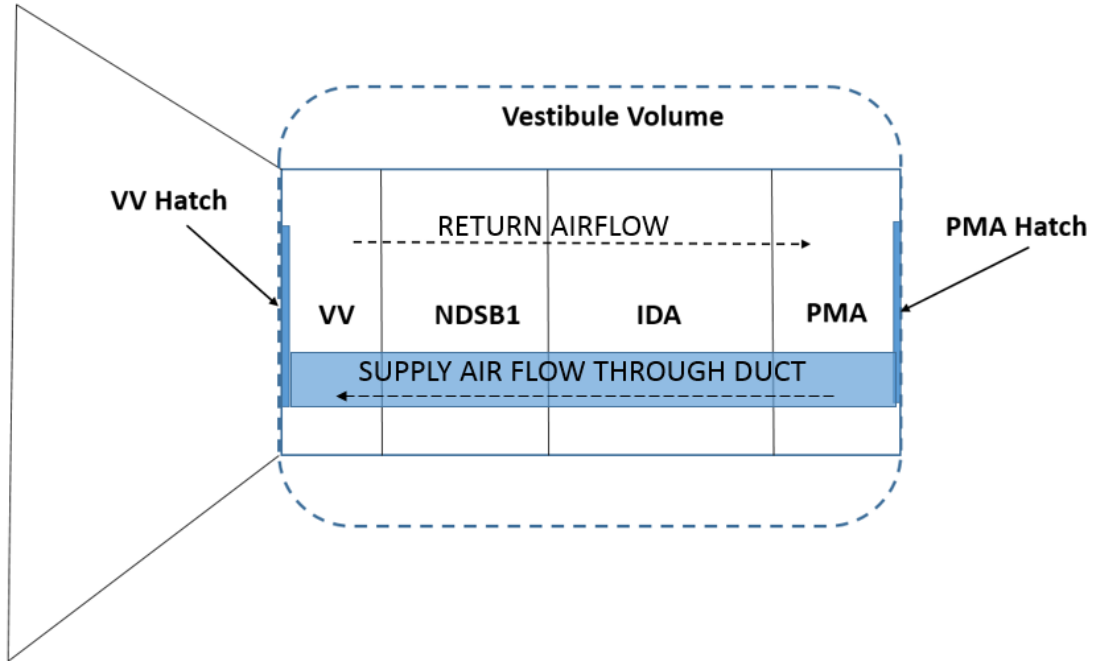 Vestibule Volume
VV Hatch
RETURN AIRFLOW
PMA Hatch
VV
NDSB1
IDA
PMA
SUPPLY AIR FLOW THROUGH DUCT